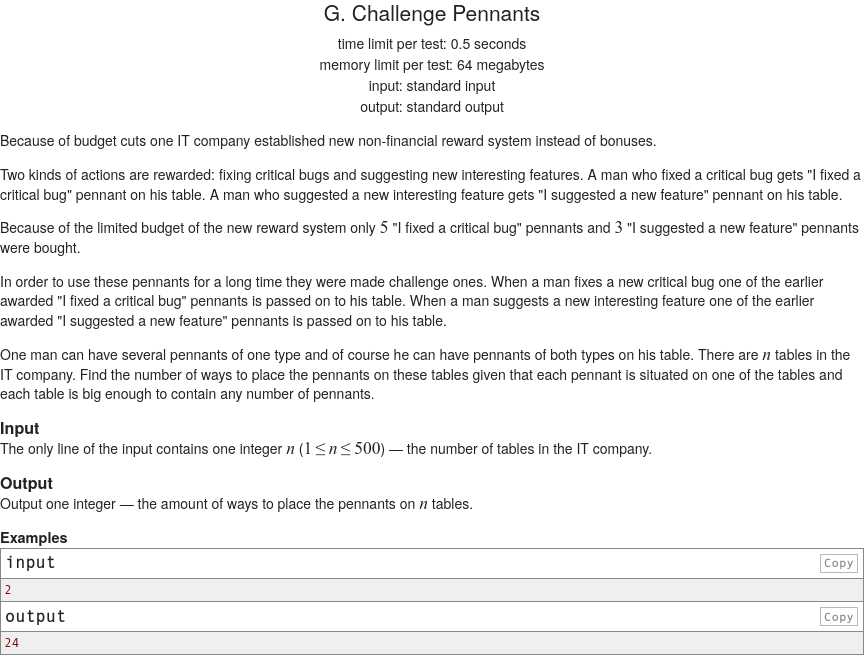 G. Challenge Pennants
time limit per test: 0.5 seconds
memory limit per test: 64 megabytes
input: standard input
output: standard output
Because of budget cuts one IT company established new non-financial reward system instead of bonuses.
Two kinds of actions are rewarded: fixing critical bugs and suggesting new interesting features. A man who fixed a critical bug gets "I fixed a
critical bug" pennant on his table. A man who suggested a new interesting feature gets "I suggested a new feature" pennant on his table.
Because of the limited budget of the new reward system only 5 "I fixed a critical bug" pennants and 3 "I suggested a new feature" pennants
were bought.
In order to use these pennants for a long time they were made challenge ones. When a man fixes a new critical bug one of the earlier
awarded "I fixed a critical bug" pennants is passed on to his table. When a man suggests a new interesting feature one of the earlier
awarded "I suggested a new feature" pennants is passed on to his table.
One man can have several pennants of one type and of course he can have pennants of both types on his table. There are n tables in the
IT company. Find the number of ways to place the pennants on these tables given that each pennant is situated on one of the tables and
each table is big enough to contain any number of pennants.
Input
The only line of the input contains one integer n (1 ≤ n ≤ 500) — the number of tables in the IT company.
Output
Output one integer — the amount of ways to place the pennants on n tables.
Examples
input Copy
2
output Copy
24